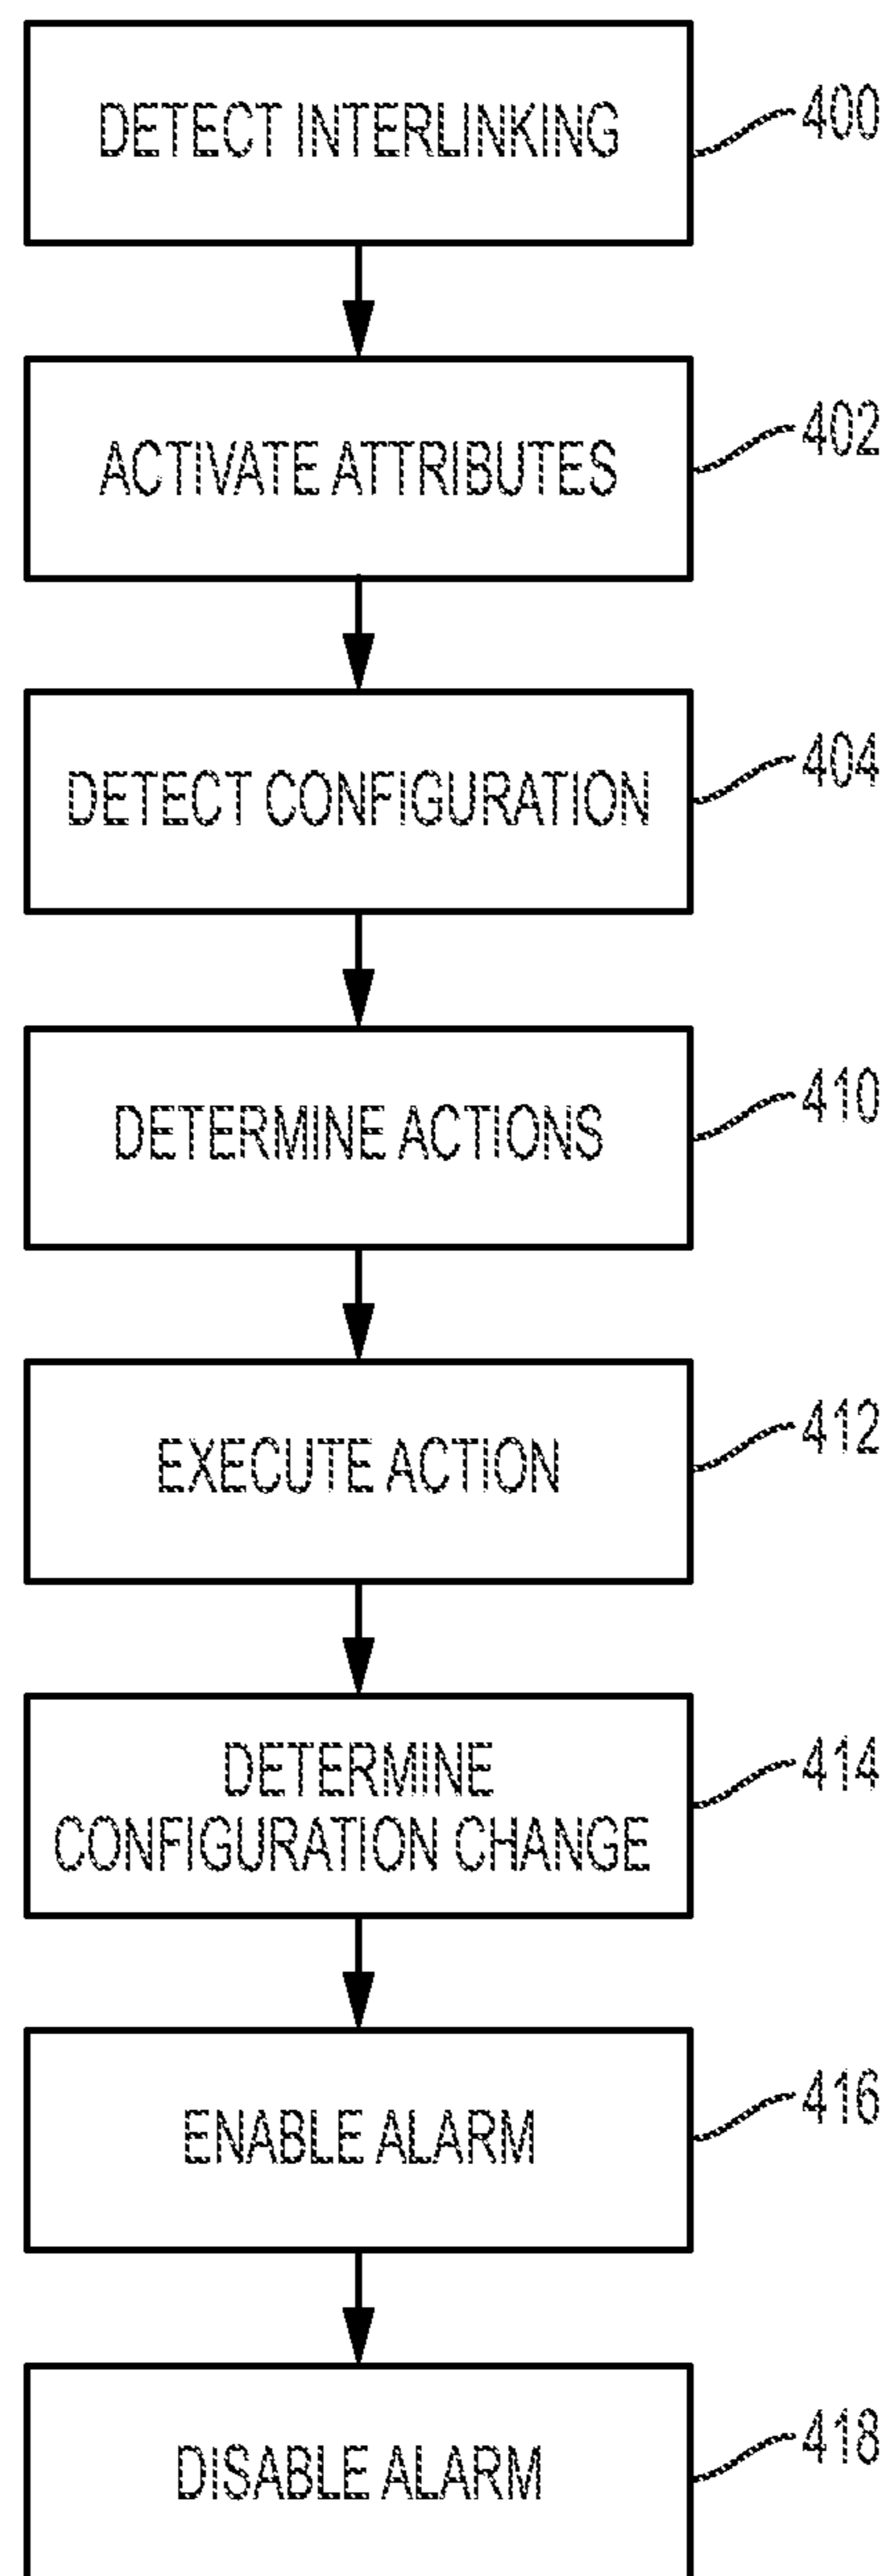 DETECT INTERLINKING
400
ACTIVATE ATTRIBUTES
402
DETECT CONFIGURATION
404
DETERMINE ACTIONS
410
EXECUTE ACTION
412
DETERMINE
CONFIGURATION CHANGE
414
ENABLE ALARM
416
DISABLE ALARM
418